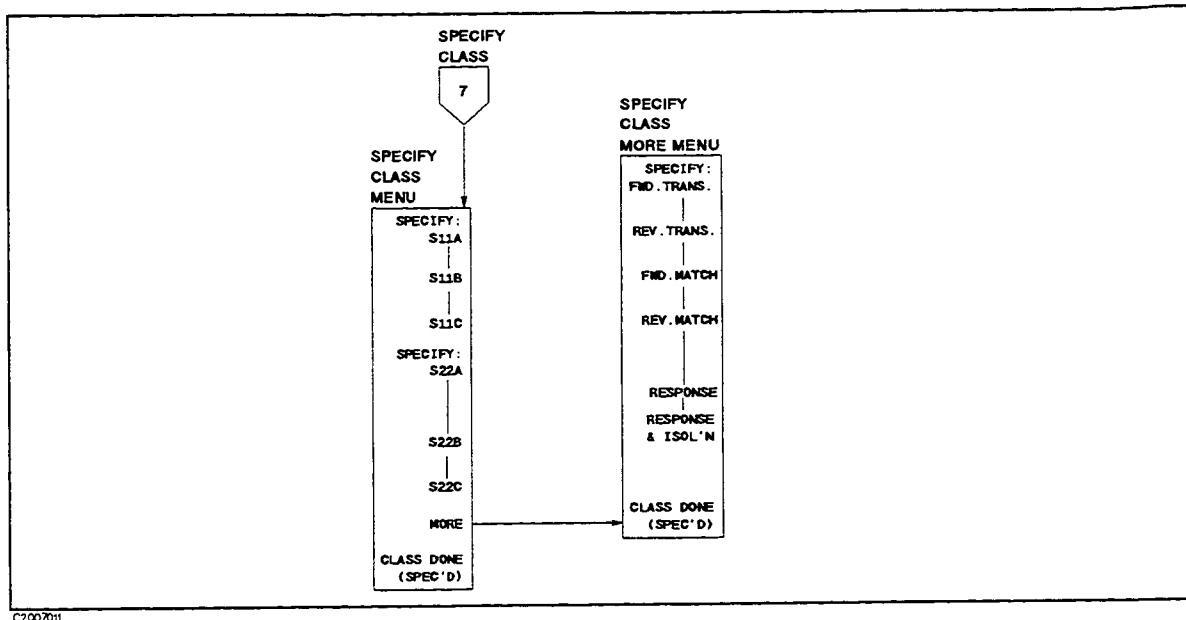 SPECIFY
CLASS
7
SPECIFY
CLASS
MENU
SPECIFY:
S11A
S11B
S11C
SPECIFY:
S22A
S22B
S22C
MORE
CLASS DONE
(SPEC'D)
SPECIFY
CLASS
MORE MENU
SPECIFY:
FWD.TRANS.
REV.TRANS.
FWD.MATCH
REV.MATCH
RESPONSE
RESPONSE
& ISOL'N
CLASS DONE
(SPEC'D)
C2007011